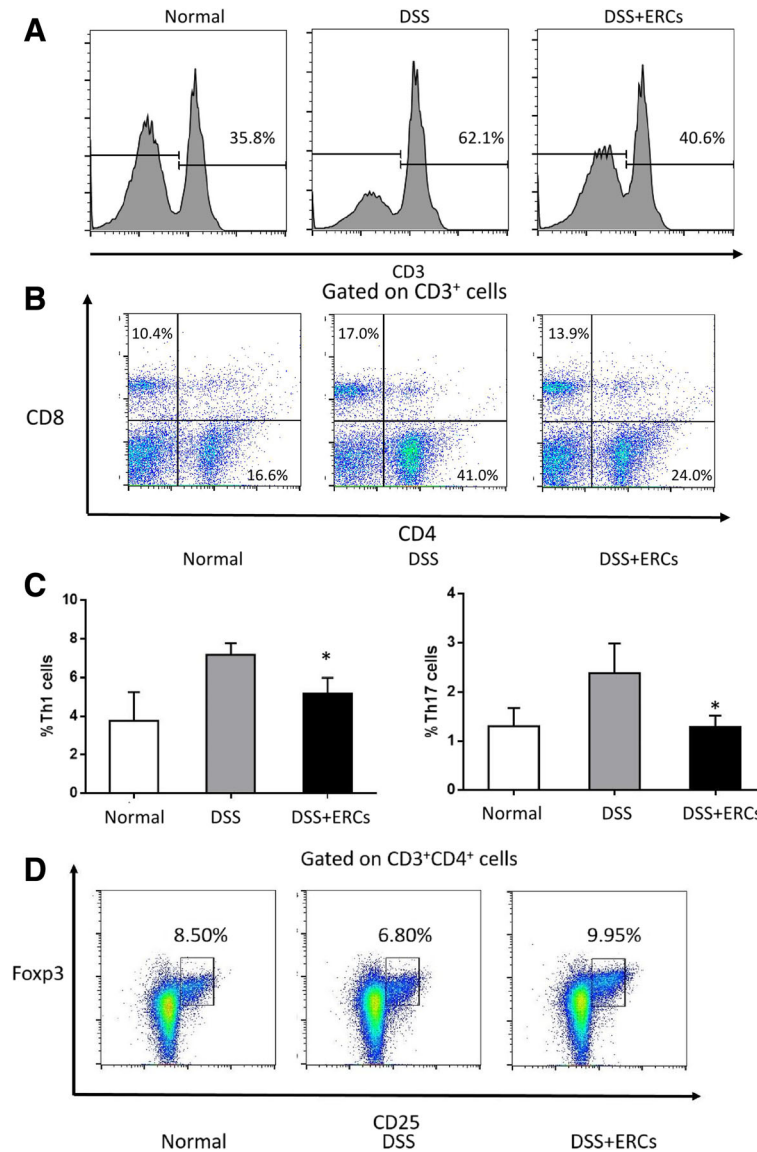 A
Normal
DSS
DSS+ERCs
35.8%
62.1%
40.6%
CD3
B
Gated on CD3+ cells
10.4%
17.0%
13.9%
CD8
16.6%
41.0%
24.0%
CD4
Normal
DSS
DSS+ERCs
C
10
8
6
4
2
0
%Th1 cells
*
Normal
DSS
DSS+ERCs
4
3
2
1
0
%Th17 cells
*
Normal
DSS
DSS+ERCs
D
Gated on CD3+CD4+ cells
8.50%
6.80%
9.95%
Foxp3
CD25
Normal
DSS
DSS+ERCs